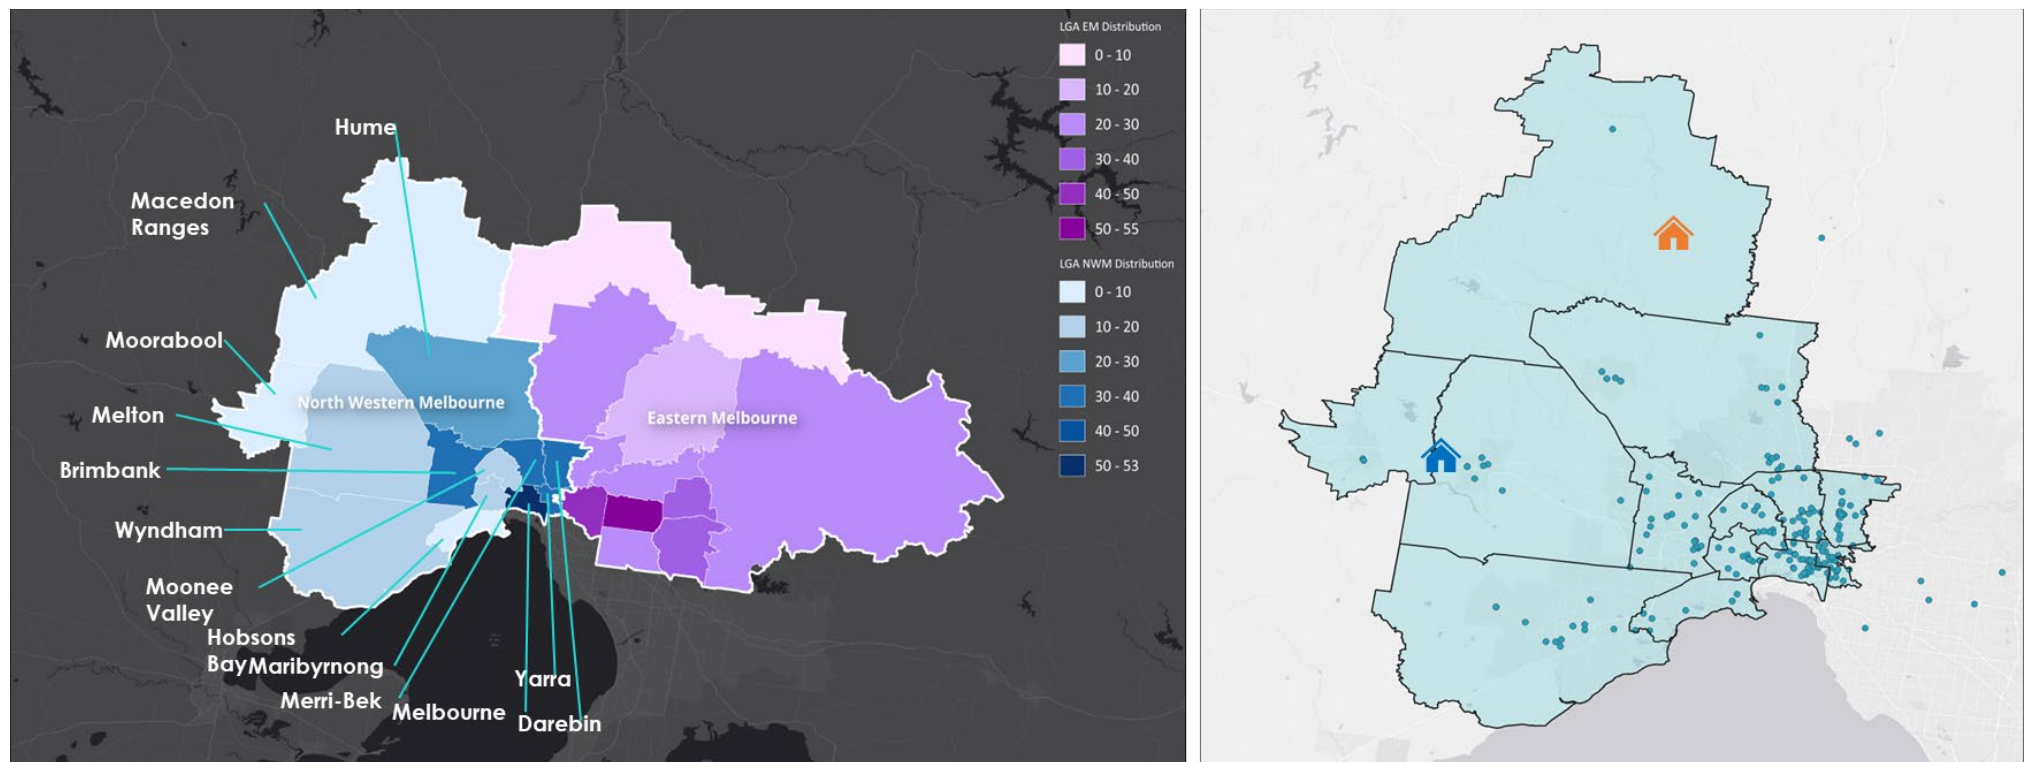 LGA EM Distribution
0 - 10
10 - 20
20 - 30
30 - 40
40 - 50
50 - 55
LGA NWM Distribution
0 - 10
10 - 20
20 - 30
30 - 40
40 - 50
50 - 53
Hume
Macedon
Ranges
Moorabool
North Western Melbourne
Eastern Melbourne
Melton
Brimbank
Wyndham
Moonee
Valley
Hobsons
Bay
Maribyrnong
Merri-Bek
Melbourne
Yarra
Darebin